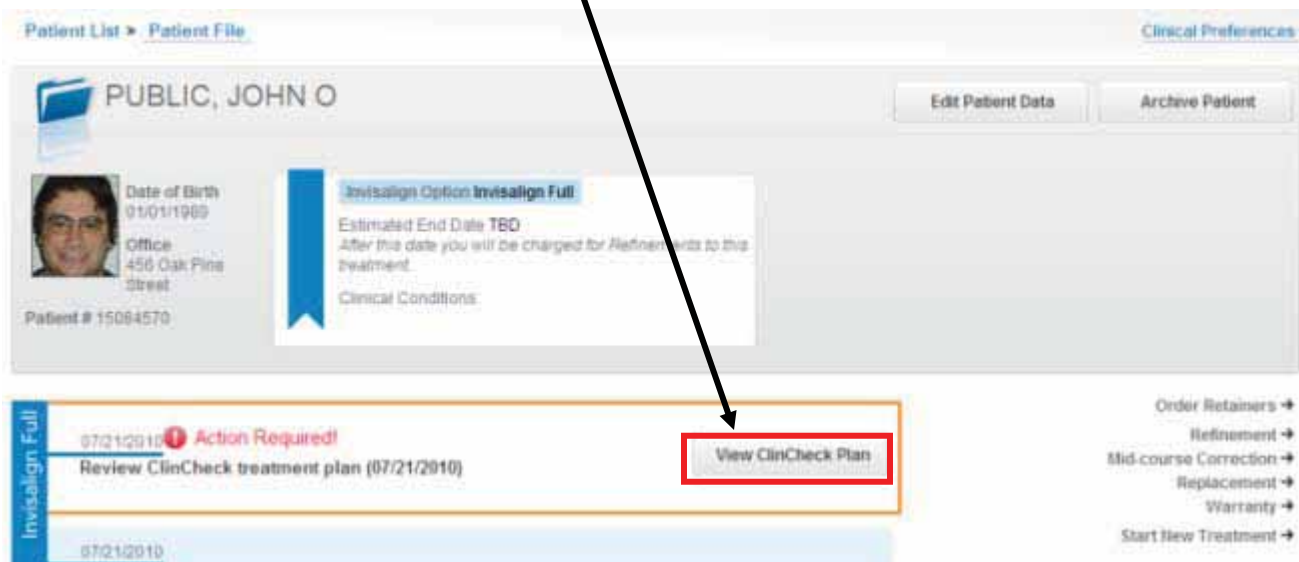 Patient List > Patient File
Clinical Preferences
PUBLIC, JOHN O
Edit Patient Data
Archive Patient
Date of Birth
01/01/1989
Office
456 Oak Pine
Street
Patient # 15084570
Invisalign Option Invisalign Full
Estimated End Date TBD
After this date you will be charged for Refinements to this
treatment.
Clinical Conditions:
Invisalign Full
07/21/2010 Action Required!
Review ClinCheck treatment plan (07/21/2010)
View ClinCheck Plan
07/21/2010
Order Retainers →
Refinement →
Mid-course Correction →
Replacement →
Warranty →
Start New Treatment →